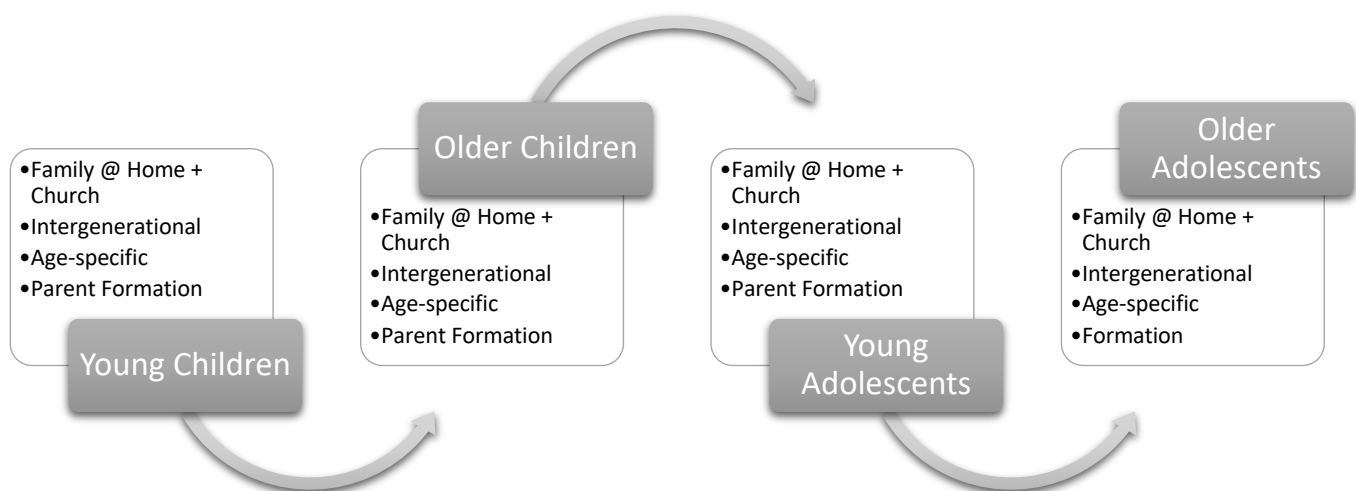 •Family @ Home +
Church
•Intergenerational
•Age-specific
•Parent Formation
Young Children
Older Children
•Family @ Home +
Church
•Intergenerational
•Age-specific
•Parent Formation
•Family @ Home +
Church
•Intergenerational
•Age-specific
•Parent Formation
Young
Adolescents
Older
Adolescents
•Family @ Home +
Church
•Intergenerational
•Age-specific
•Formation